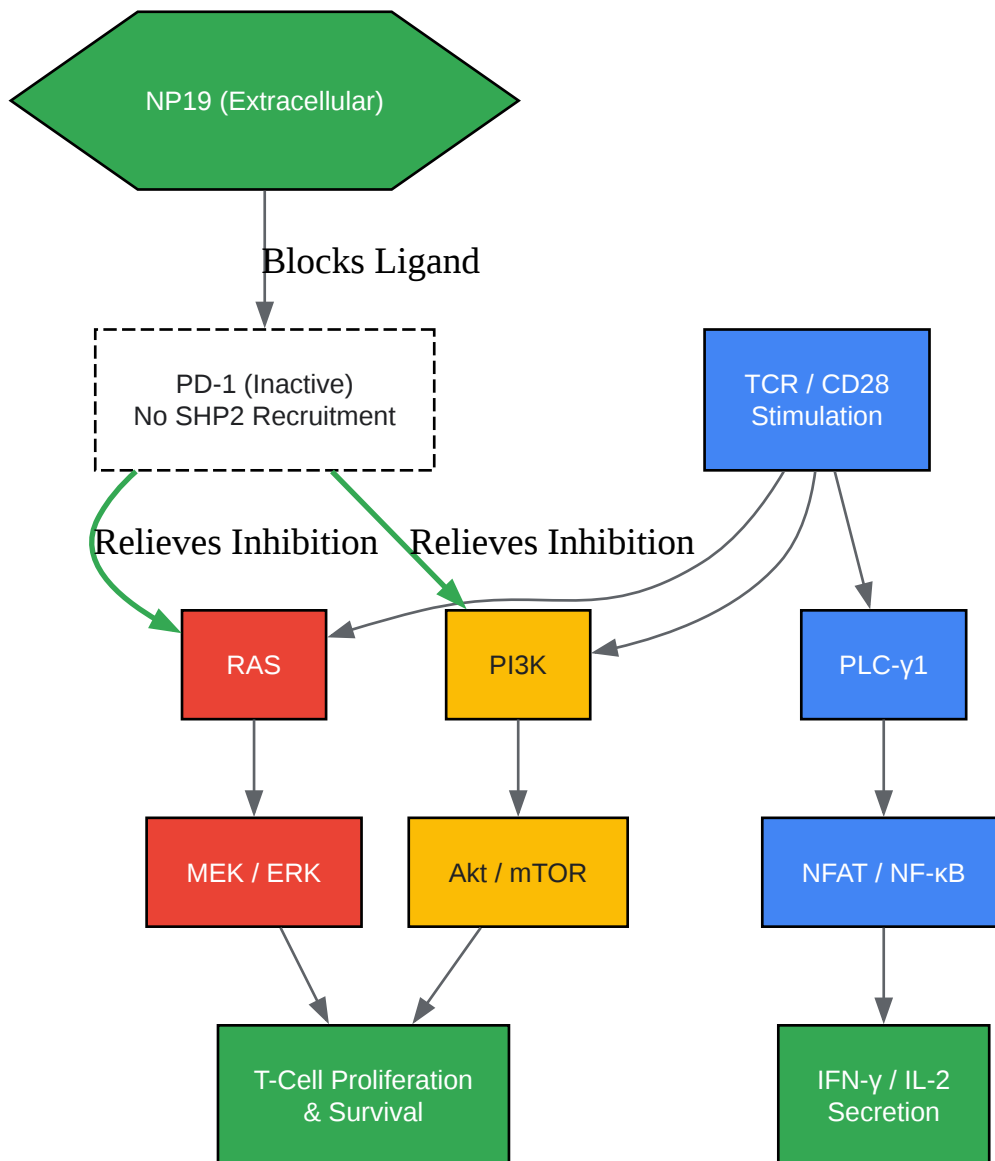 NP19 (Extracellular)
Blocks Ligand
PD-1 (Inactive)
No SHP2 Recruitment
TCR / CD28
Stimulation
Relieves Inhibition
Relieves Inhibition
RAS
PI3K
PLC-γ1
MEK / ERK
Akt / mTOR
NFAT / NF-κB
T-Cell Proliferation
& Survival
IFN-γ / IL-2
Secretion